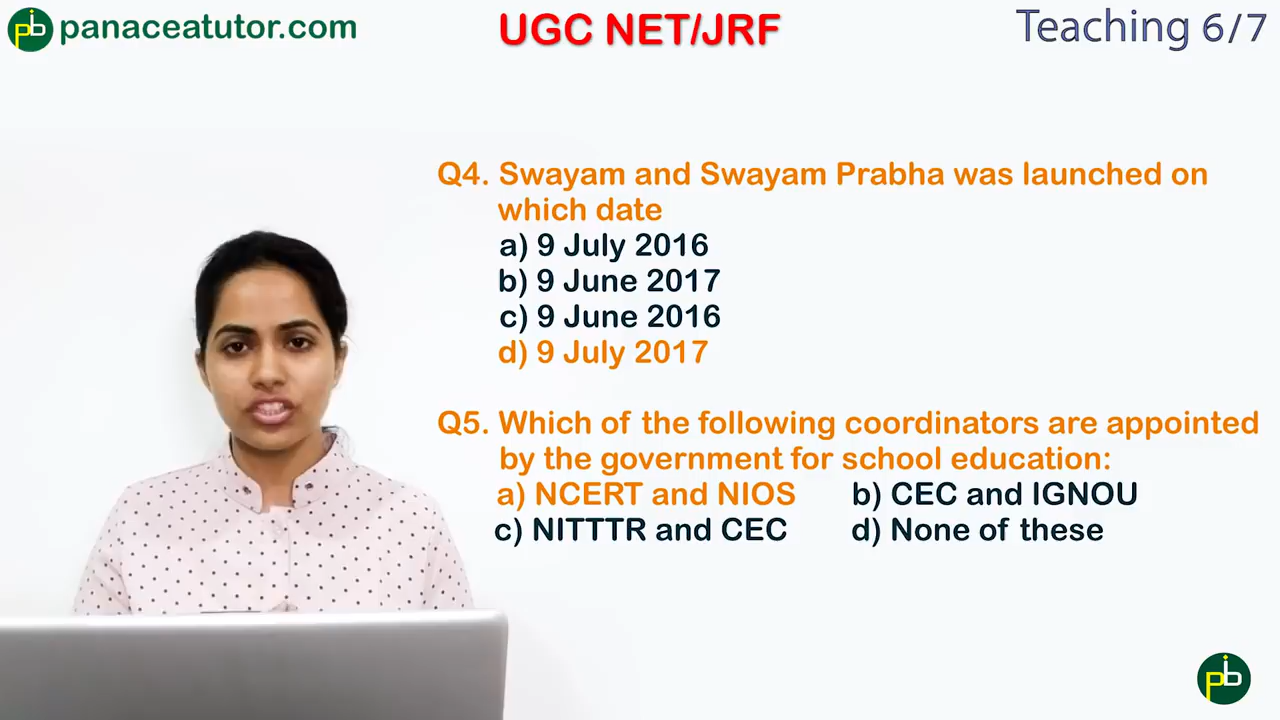 panaceatutor.com
UGC NET/JRF
Teaching 6/7
Q4. Swayam and Swayam Prabha was launched on
which date
a) 9 July 2016
b) 9 June 2017
c) 9 June 2016
d) 9 July 2017
Q5. Which of the following coordinators are appointed
by the government for school education:
a) NCERT and NIOS b) CEC and IGNOU
c) NITTTR and CEC d) None of these